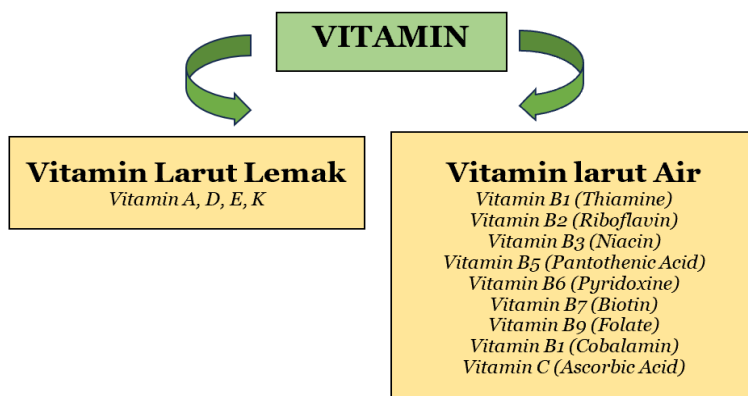 VITAMIN
Vitamin Larut Lemak
Vitamin A, D, E, K
Vitamin larut Air
Vitamin B1 (Thiamine)
Vitamin B2 (Riboflavin)
Vitamin B3 (Niacin)
Vitamin B5 (Pantothenic Acid)
Vitamin B6 (Pyridoxine)
Vitamin B7 (Biotin)
Vitamin B9 (Folate)
Vitamin B1 (Cobalamin)
Vitamin C (Ascorbic Acid)